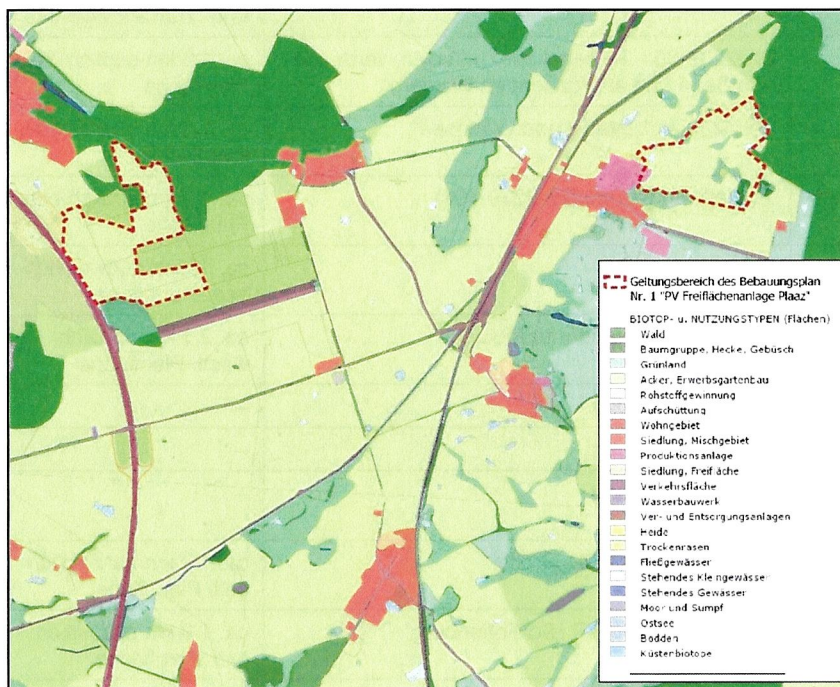 Geltungsbereich des Bebauungsplan
Nr. 1 "PV Freiflächenanlage Plaaz"
BIOTOP- u. NUTZUNGSTYPEN (Flächen)
Wald
Baumgruppe, Hecke, Gebüsch
Grünland
Acker, Erwerbsgartenbau
Rohstoffgewinnung
Aufschüttung
Wohngebiet
Siedlung, Mischgebiet
Produktionsanlage
Siedlung, Freifläche
Verkehrsfläche
Wasserbauwerk
Ver- und Entsorgungsanlagen
Heide
Trockenrasen
Fließgewässer
Stehendes Kleingewässer
Stehendes Gewässer
Moor und Sumpf
Ostsee
Bodden
Küstenbiotope